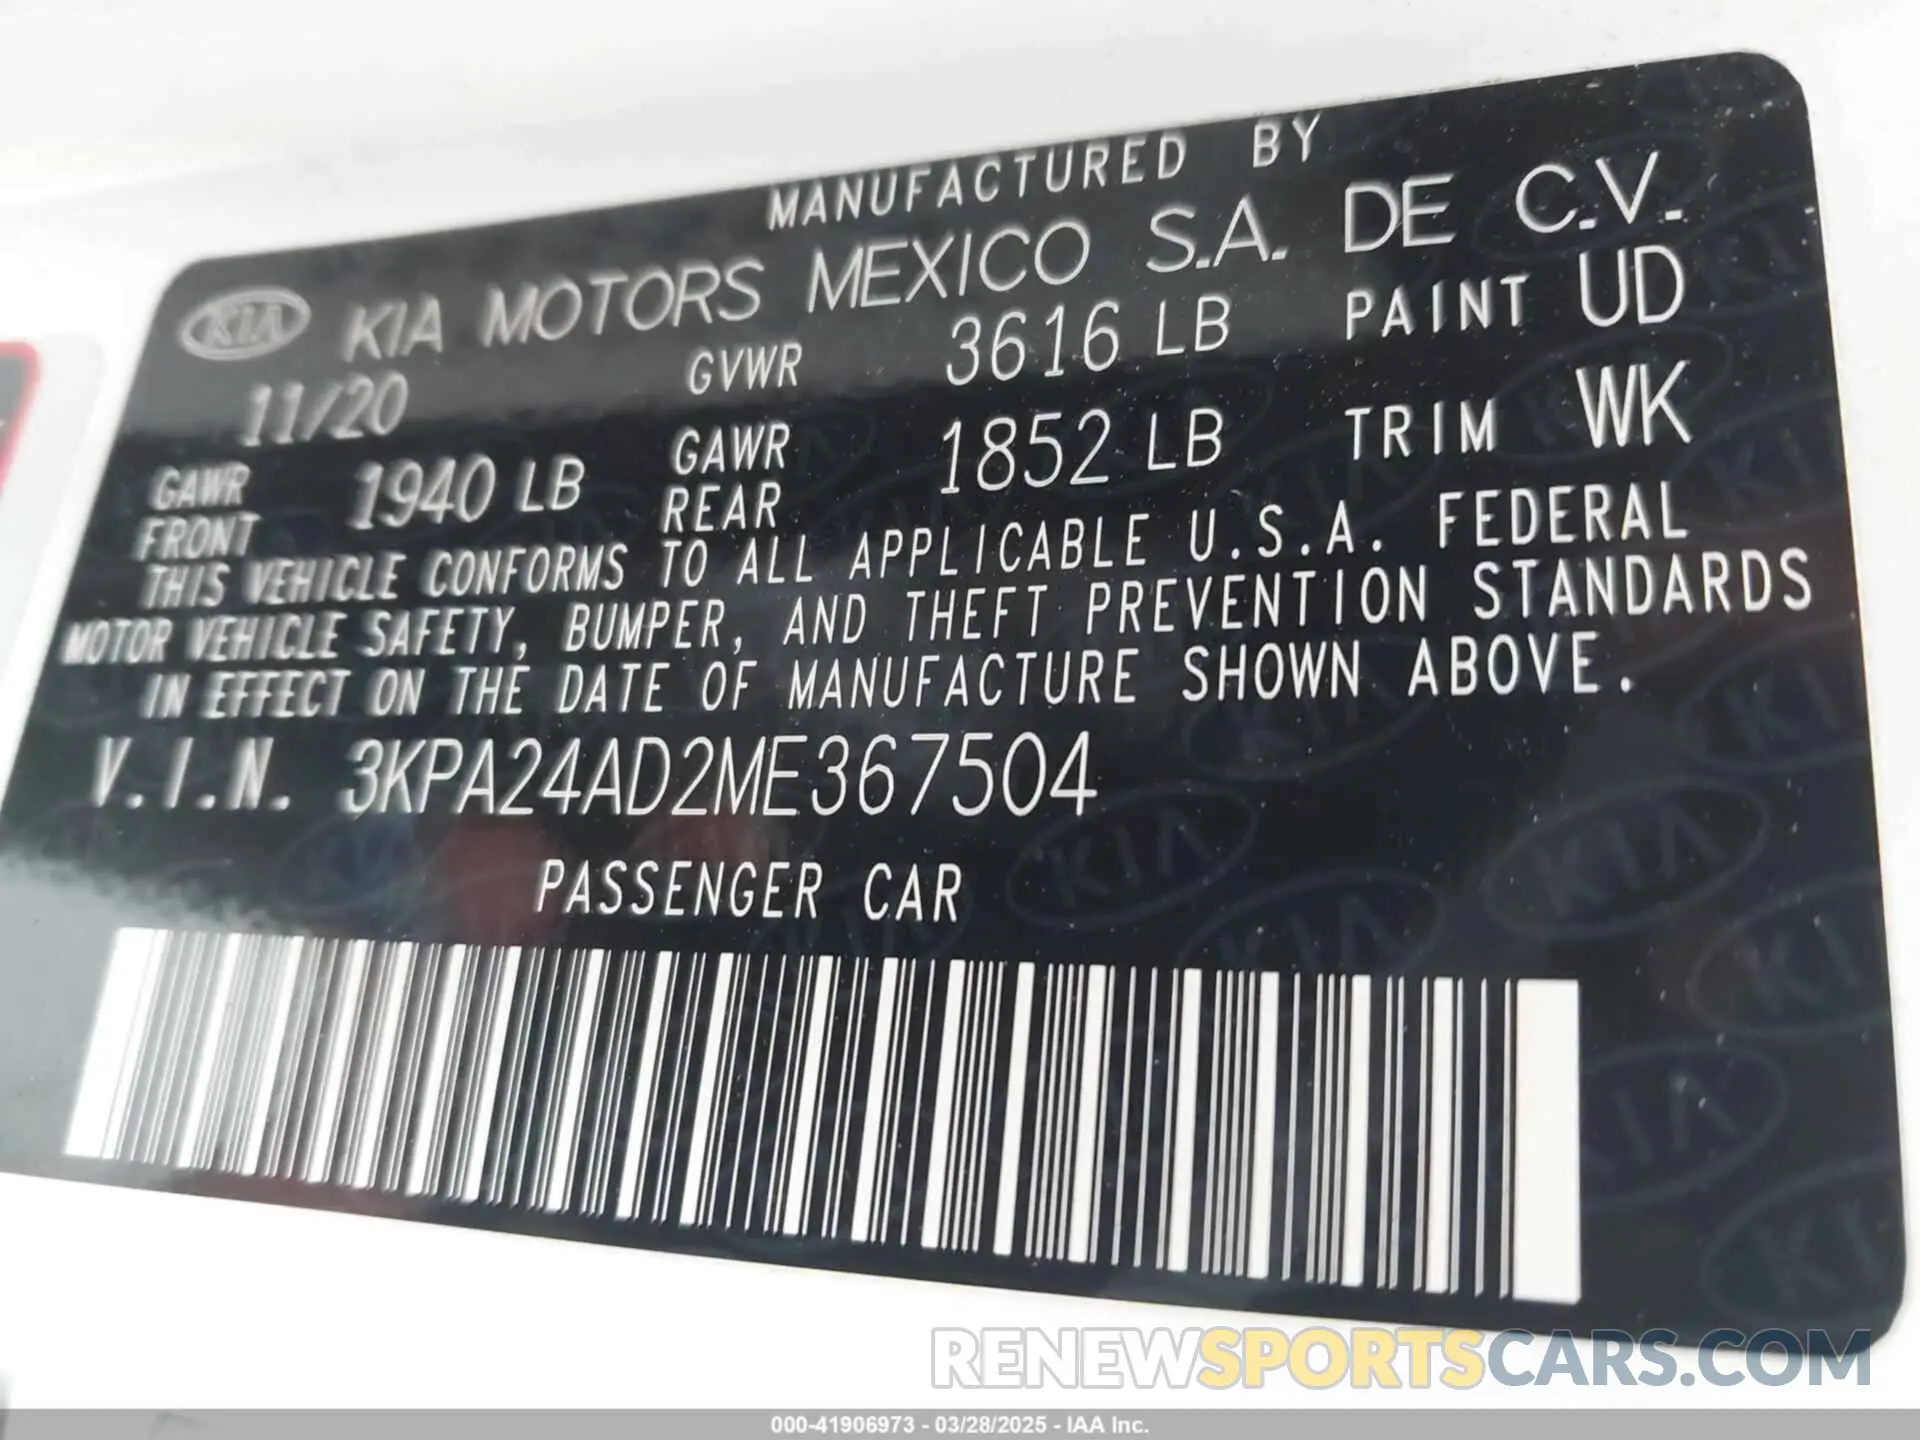 MANUFACTURED BY
KIA KIA MOTORS MEXICO S.A. DE C.V.
11/20 GVWR 3616 LB PAINT UD
GAWR FRONT 1940 LB GAWR REAR 1852 LB TRIM WK
THIS VEHICLE CONFORMS TO ALL APPLICABLE U.S.A. FEDERAL
MOTOR VEHICLE SAFETY, BUMPER, AND THEFT PREVENTION STANDARDS
IN EFFECT ON THE DATE OF MANUFACTURE SHOWN ABOVE.
V.I.N. 3KPA24AD2ME367504
PASSENGER CAR
RENEWSPORTSCARS.COM
000-41906973 - 03/28/2025 - IAA Inc.